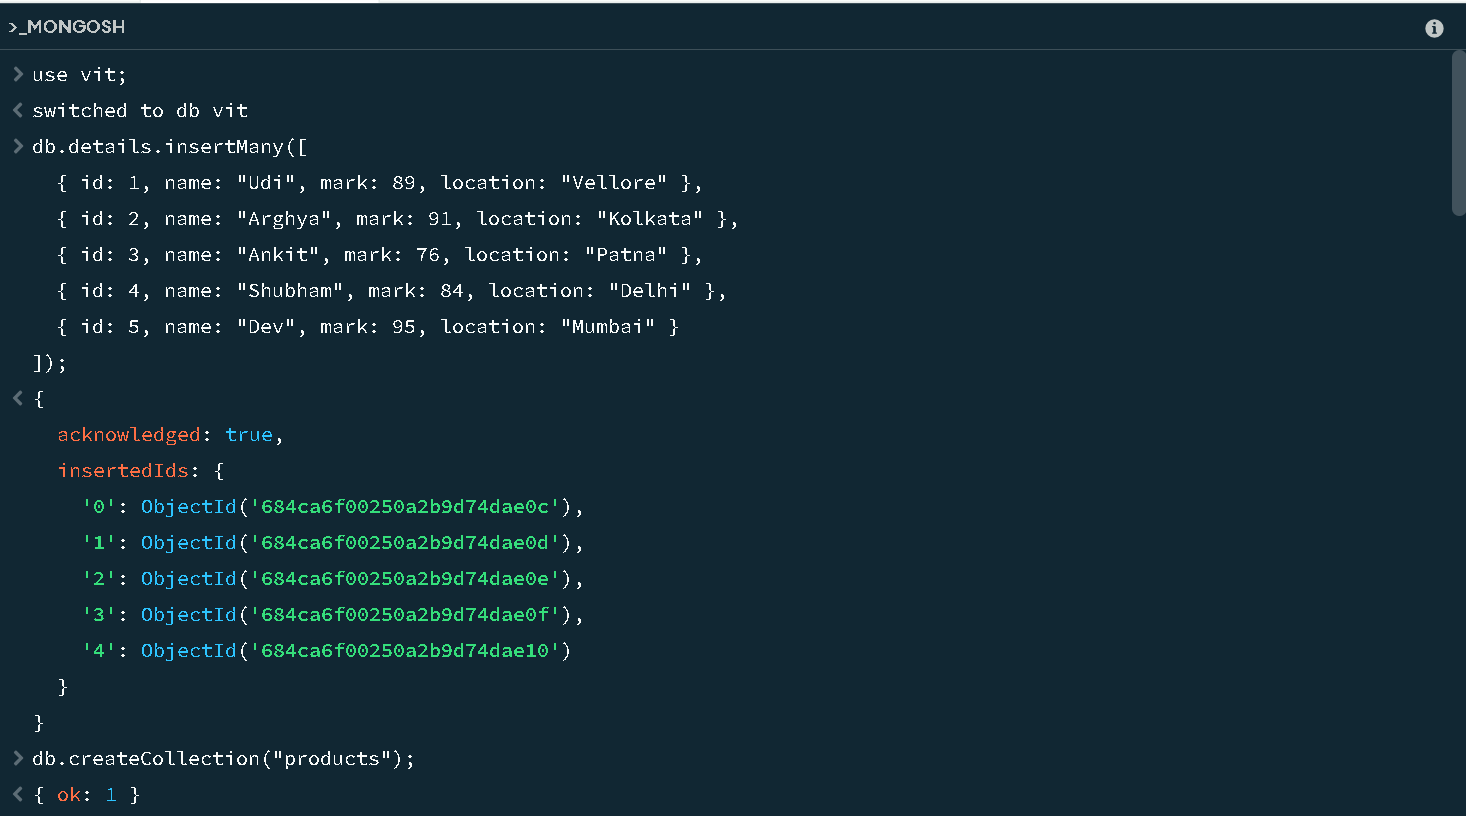 >_MONGOSH
> use vit;
< switched to db vit
> db.details.insertMany([
    { id: 1, name: "Udi", mark: 89, location: "Vellore" },
    { id: 2, name: "Arghya", mark: 91, location: "Kolkata" },
    { id: 3, name: "Ankit", mark: 76, location: "Patna" },
    { id: 4, name: "Shubham", mark: 84, location: "Delhi" },
    { id: 5, name: "Dev", mark: 95, location: "Mumbai" }
  ]);
< {
    acknowledged: true,
    insertedIds: {
      '0': ObjectId('684ca6f00250a2b9d74dae0c'),
      '1': ObjectId('684ca6f00250a2b9d74dae0d'),
      '2': ObjectId('684ca6f00250a2b9d74dae0e'),
      '3': ObjectId('684ca6f00250a2b9d74dae0f'),
      '4': ObjectId('684ca6f00250a2b9d74dae10')
    }
  }
> db.createCollection("products");
< { ok: 1 }